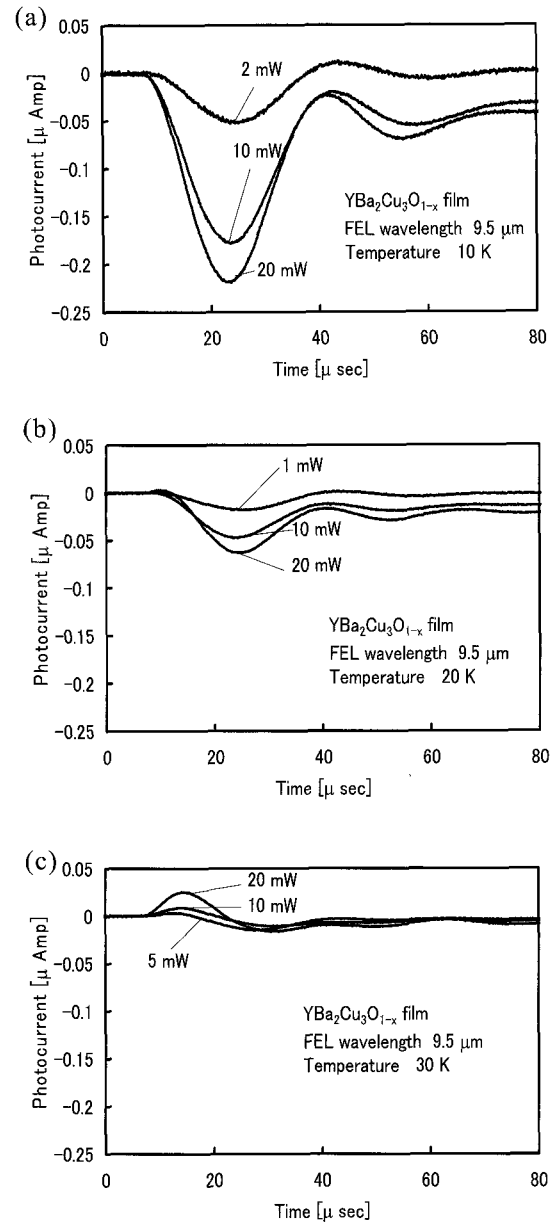 (a)
0.05
0
-0.05
-0.1
-0.15
-0.2
-0.25
Photocurrent [μ Amp]
2 mW
10 mW
20 mW
YBa₂Cu₃O₁₋ₓ film
FEL wavelength 9.5 μm
Temperature 10 K
0 20 40 60 80
Time [μ sec]
(b)
0.05
0
-0.05
-0.1
-0.15
-0.2
-0.25
Photocurrent [μ Amp]
1 mW
10 mW
20 mW
YBa₂Cu₃O₁₋ₓ film
FEL wavelength 9.5 μm
Temperature 20 K
0 20 40 60 80
Time [μ sec]
(c)
0.05
0
-0.05
-0.1
-0.15
-0.2
-0.25
Photocurrent [μ Amp]
20 mW
10 mW
5 mW
YBa₂Cu₃O₁₋ₓ film
FEL wavelength 9.5 μm
Temperature 30 K
0 20 40 60 80
Time [μ sec]